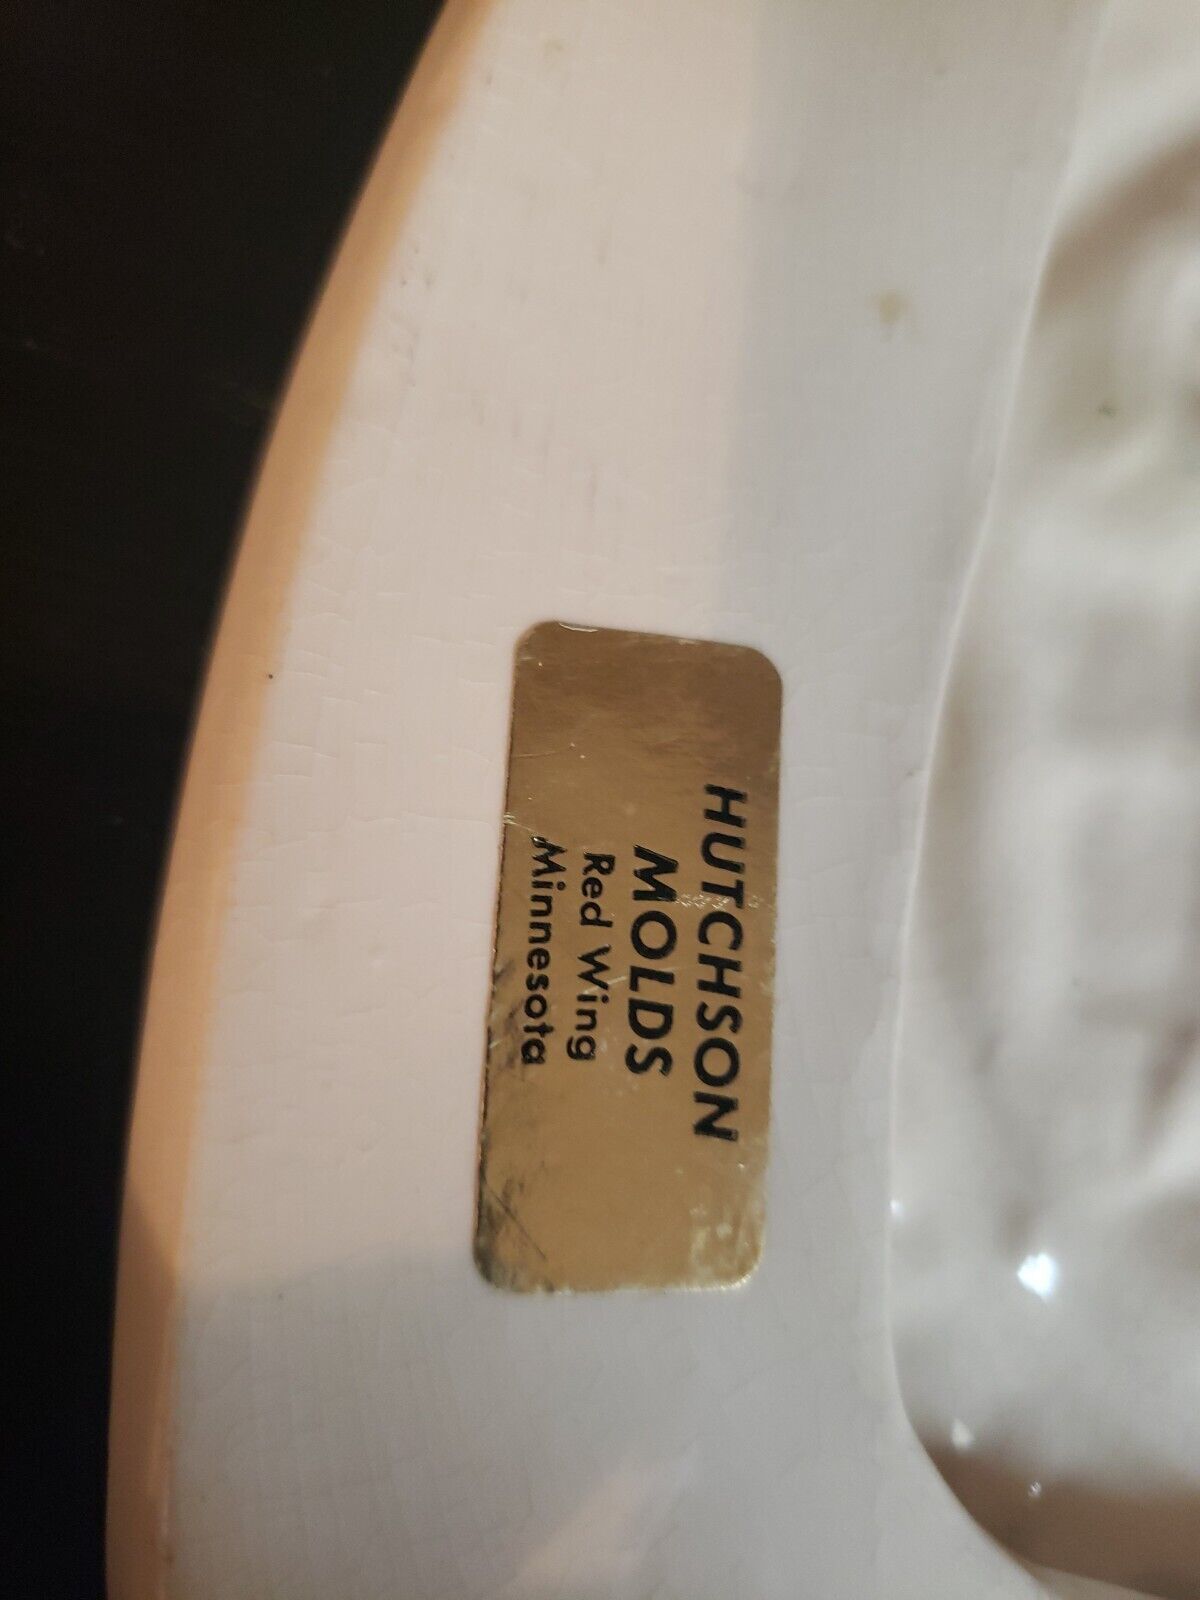 HUTCHSON
MOLDS
Red Wing
Minnesota